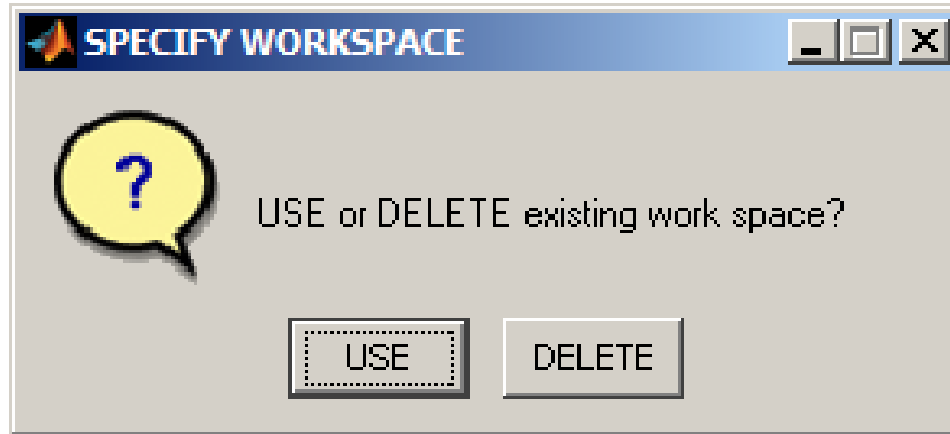 SPECIFY WORKSPACE
?
USE or DELETE existing work space?
USE
DELETE